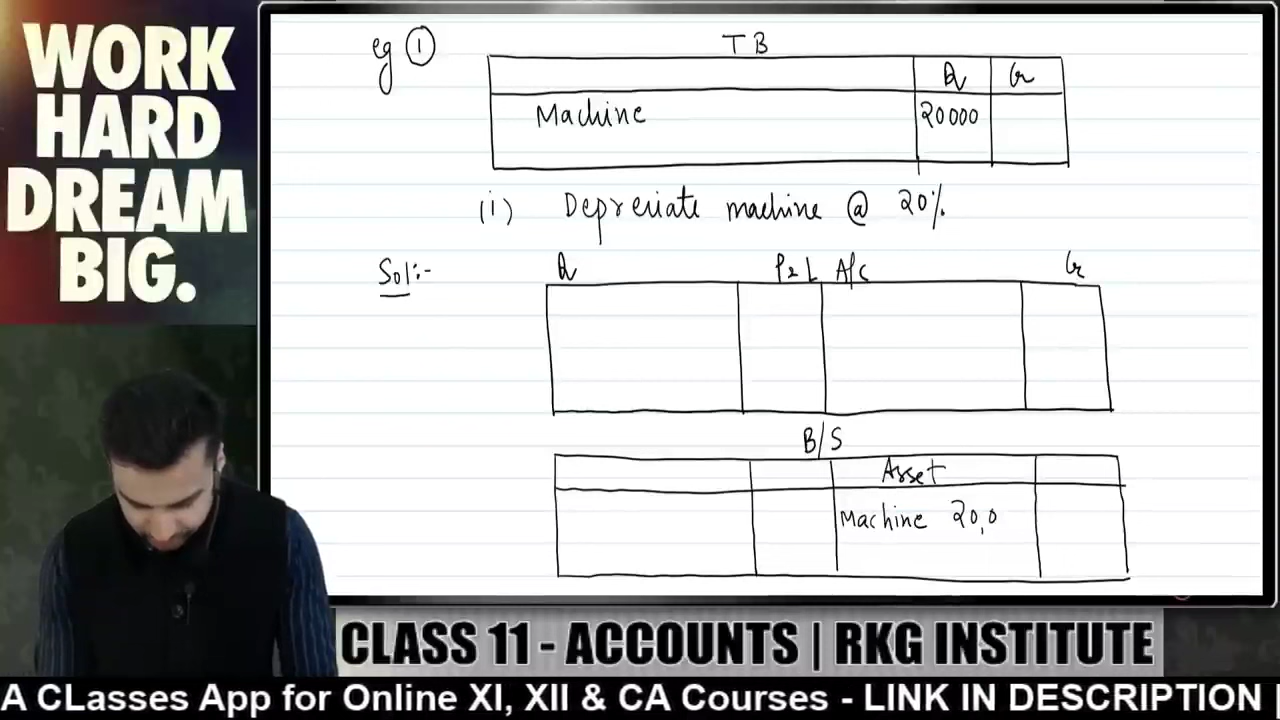 WORK
HARD
DREAM
BIG.
eg ①
T B
Dr Cr
Machine 20000
(i) Depreciate machine @ 20%
Sol:-
Dr P & L A/c Cr
B/S
Asset
Machine 20,0
CLASS 11 - ACCOUNTS | RKG INSTITUTE
A CLasses App for Online XI, XII & CA Courses - LINK IN DESCRIPTION